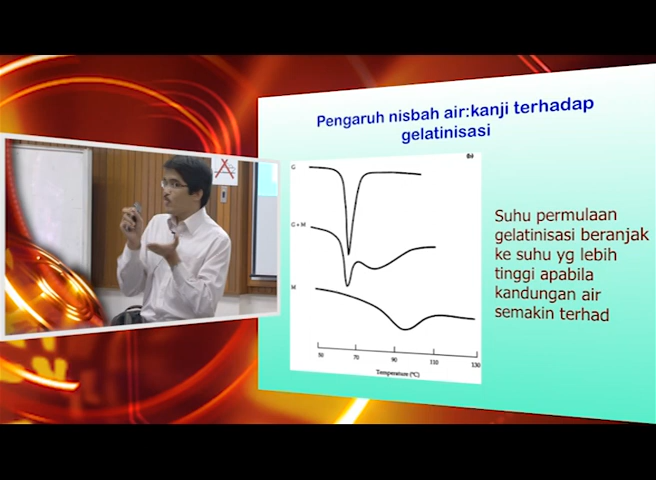 Pengaruh nisbah air:kanji terhadap
gelatinisasi
G
G + M
M
50 70 90 110 130
Temperature (°C)
Suhu permulaan
gelatinisasi beranjak
ke suhu yg lebih
tinggi apabila
kandungan air
semakin terhad
A